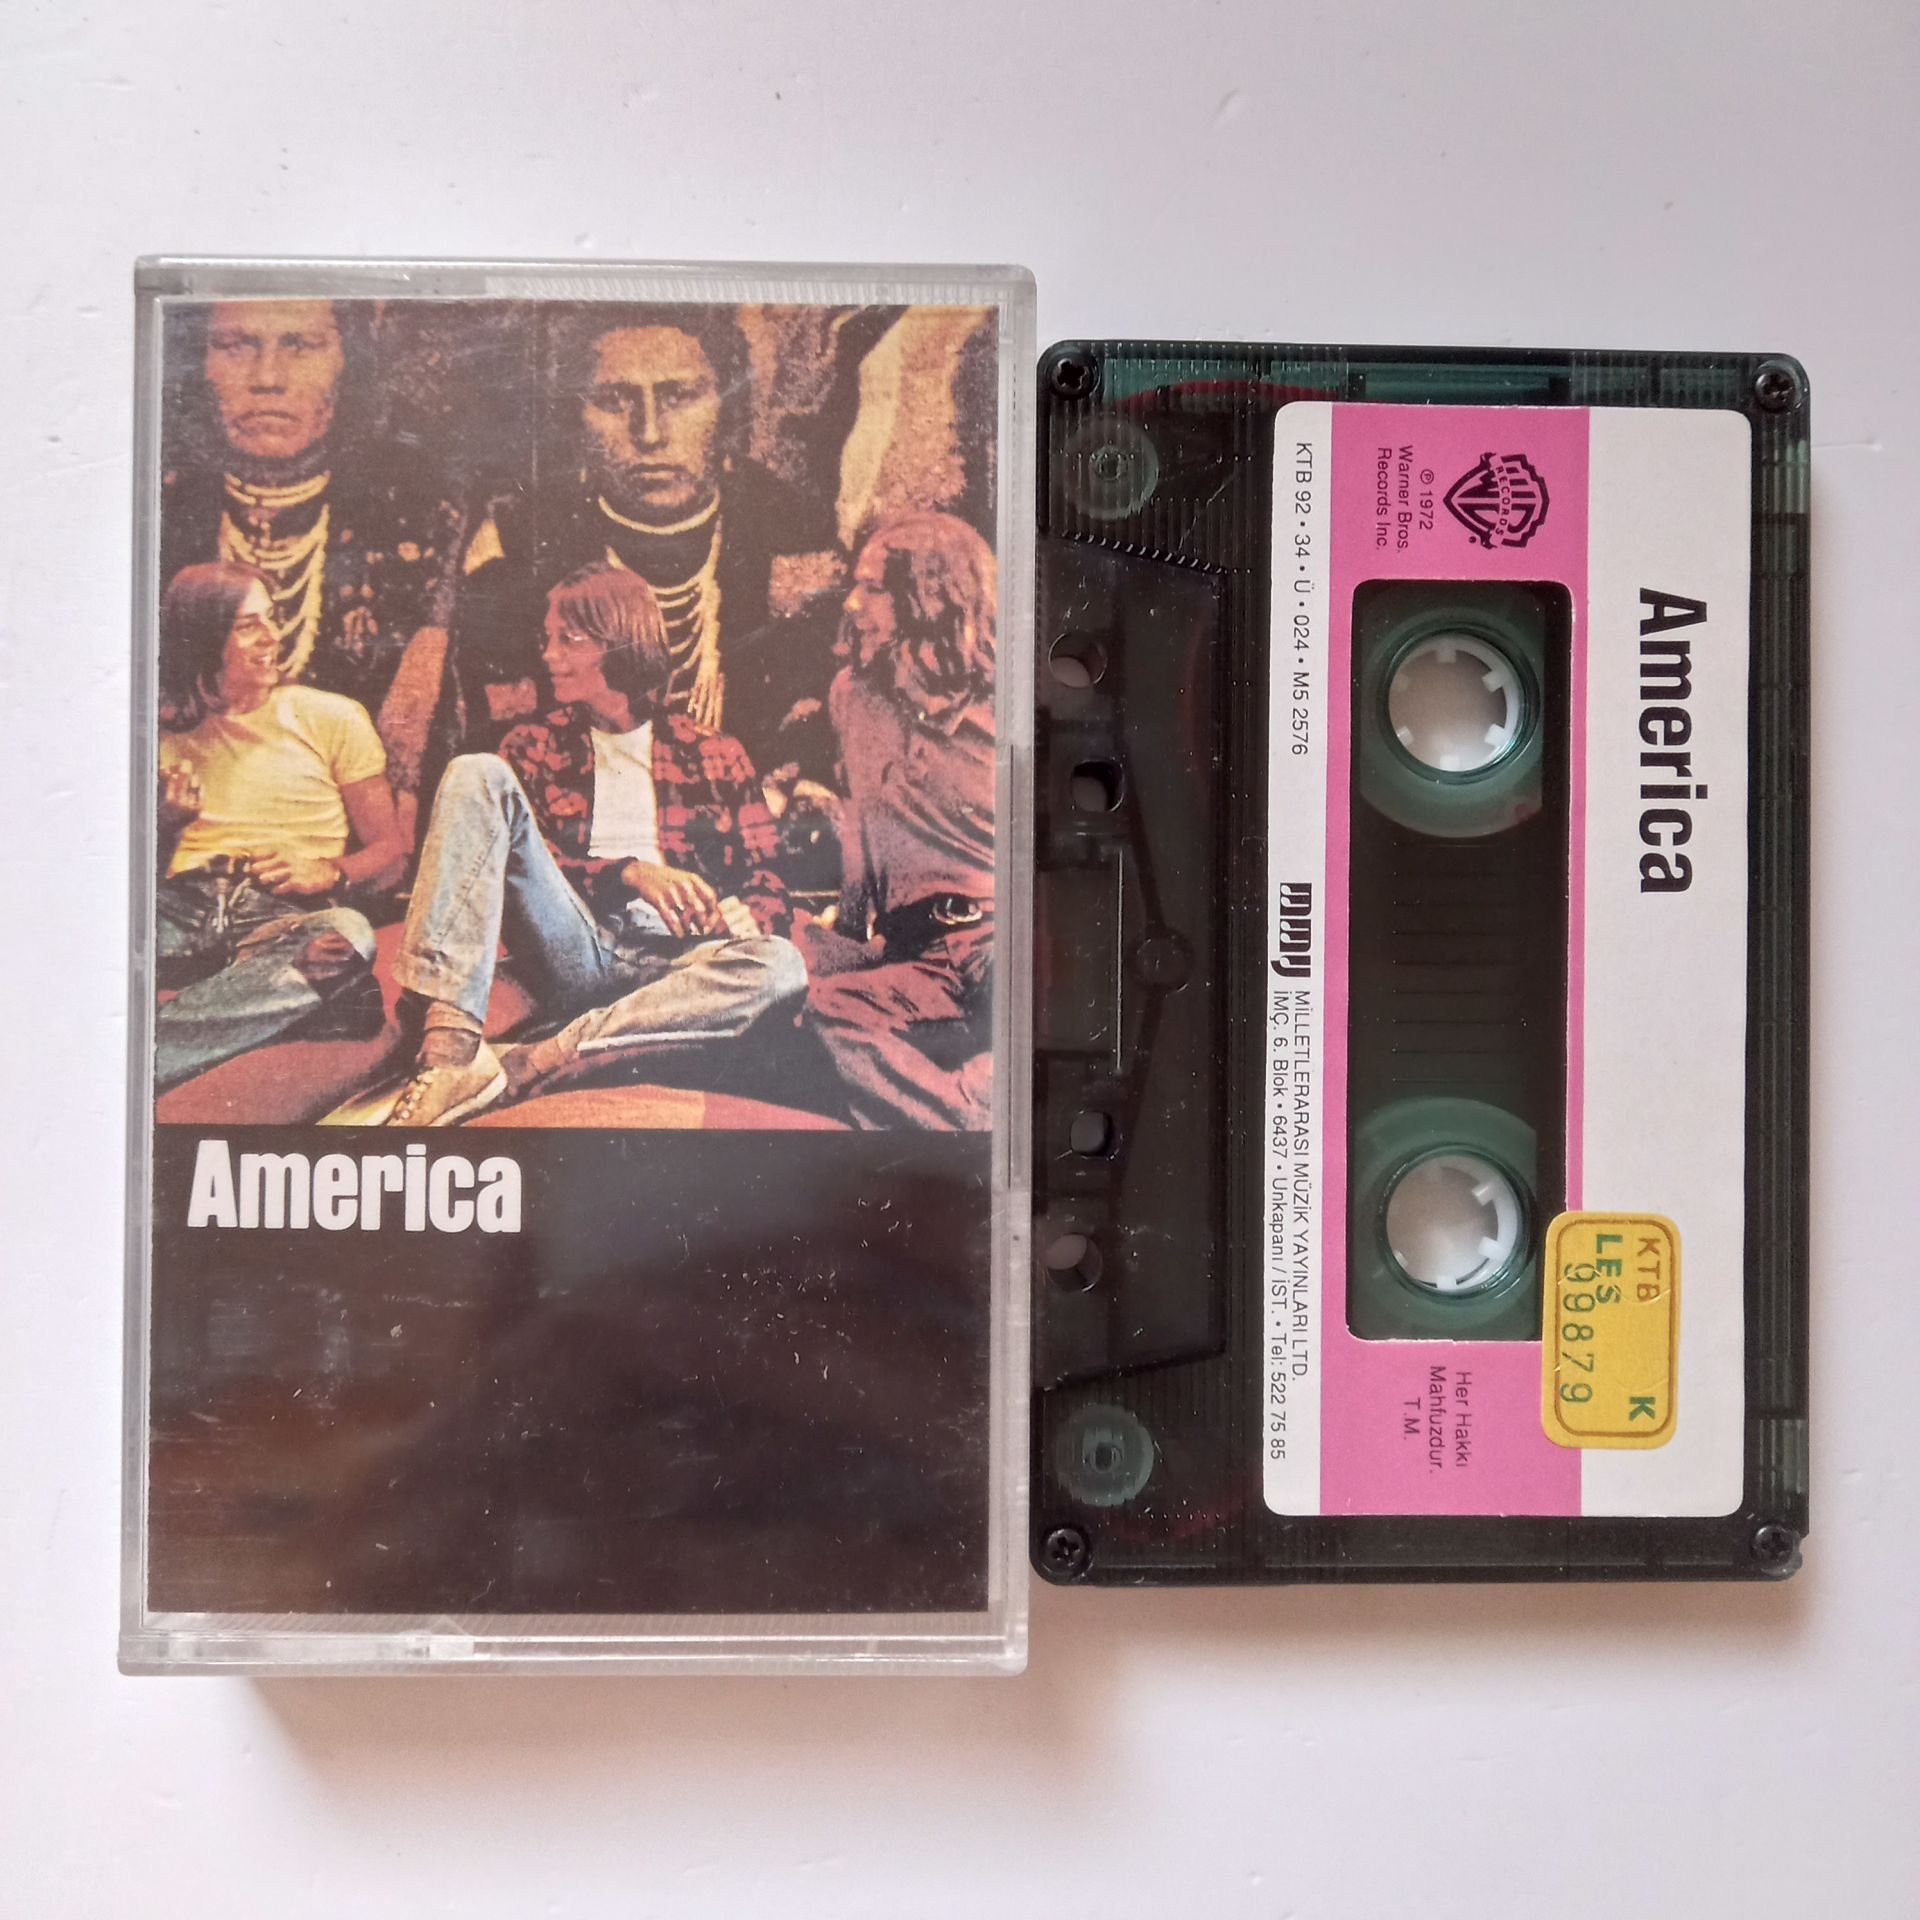 America
America
RECORDS
℗ 1972
Warner Bros.
Records Inc.
KTB 92 • 34 • Ü • 024 • M5 2576
MİLLETLERARASI MÜZİK YAYINLARI LTD.
İMÇ. 6. Blok • 6437 • Unkapanı / İST. • Tel: 522 75 85
Her Hakkı
Mahfuzdur.
T.M.
KTB K
LES
99879